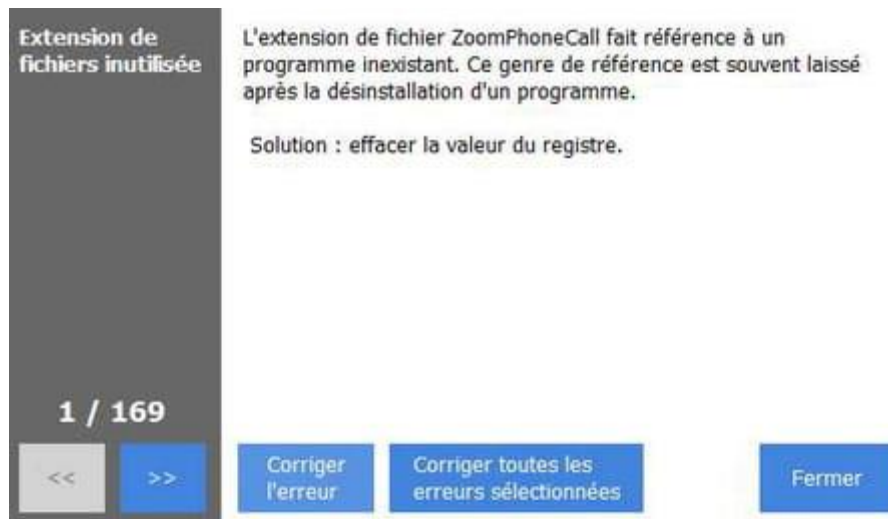 Extension de
fichiers inutilisée
L'extension de fichier ZoomPhoneCall fait référence à un
programme inexistant. Ce genre de référence est souvent laissé
après la désinstallation d'un programme.
Solution : effacer la valeur du registre.
1 / 169
<<
>>
Corriger
l'erreur
Corriger toutes les
erreurs sélectionnées
Fermer